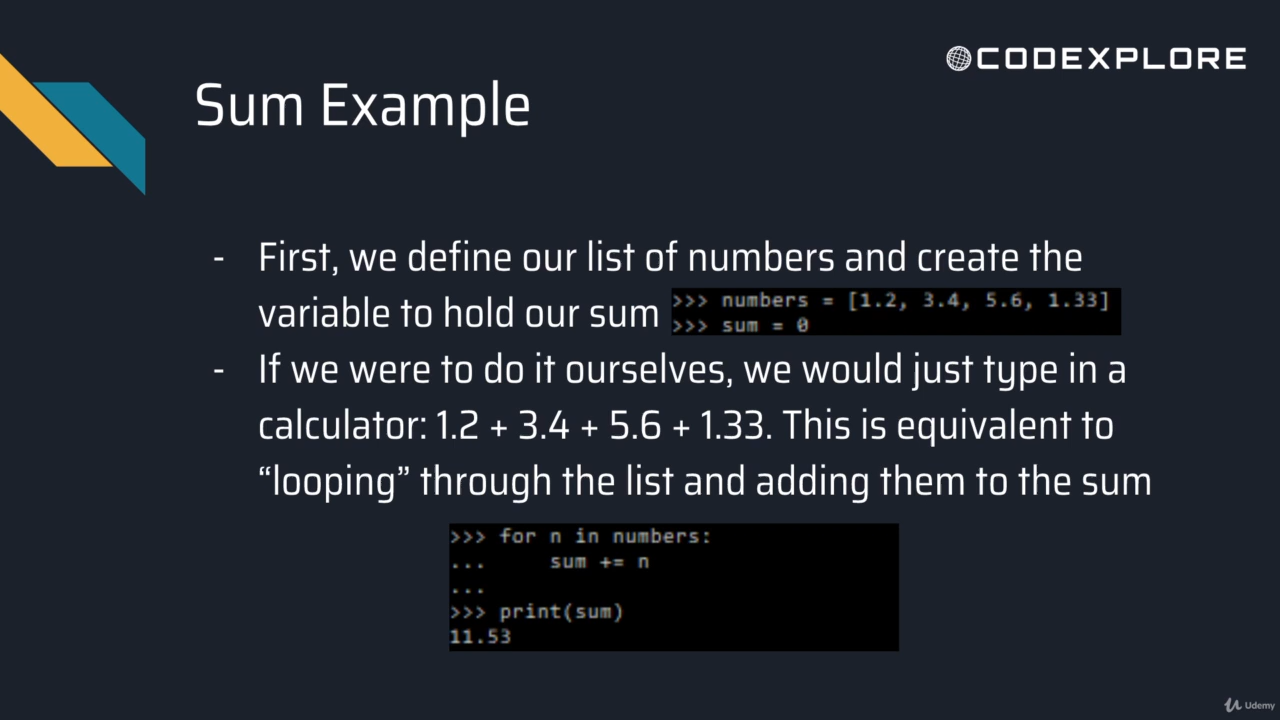 CODEXPLORE
Sum Example
- First, we define our list of numbers and create the
variable to hold our sum
>>> numbers = [1.2, 3.4, 5.6, 1.33]
>>> sum = 0
- If we were to do it ourselves, we would just type in a
calculator: 1.2 + 3.4 + 5.6 + 1.33. This is equivalent to
“looping” through the list and adding them to the sum
>>> for n in numbers:
...     sum += n
...
>>> print(sum)
11.53
Udemy